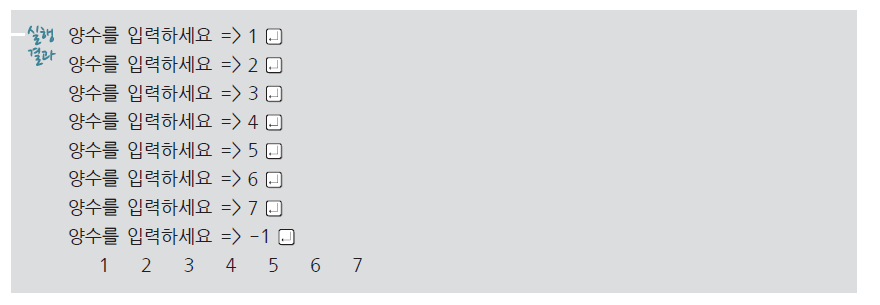 실행
결과
양수를 입력하세요 => 1
양수를 입력하세요 => 2
양수를 입력하세요 => 3
양수를 입력하세요 => 4
양수를 입력하세요 => 5
양수를 입력하세요 => 6
양수를 입력하세요 => 7
양수를 입력하세요 => -1
1 2 3 4 5 6 7